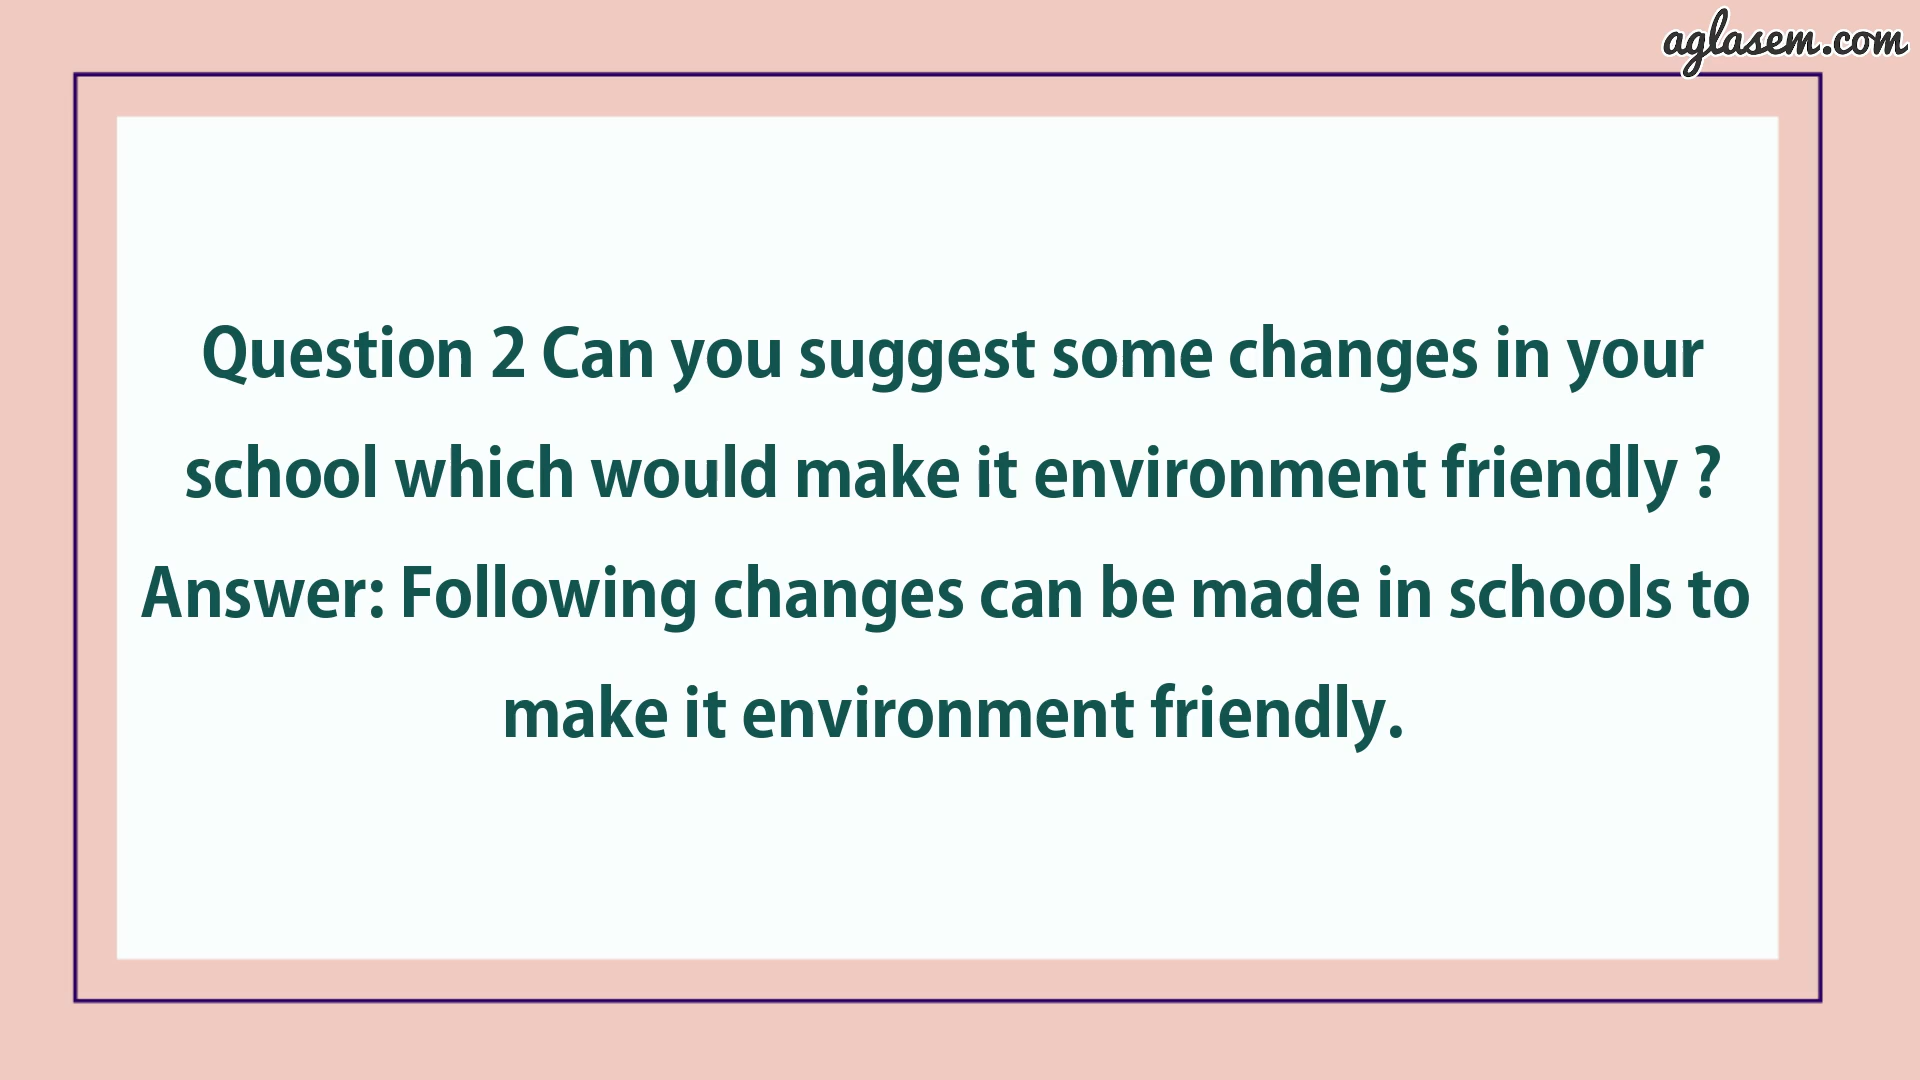 aglasem.com
Question 2 Can you suggest some changes in your
school which would make it environment friendly ?
Answer: Following changes can be made in schools to
make it environment friendly.